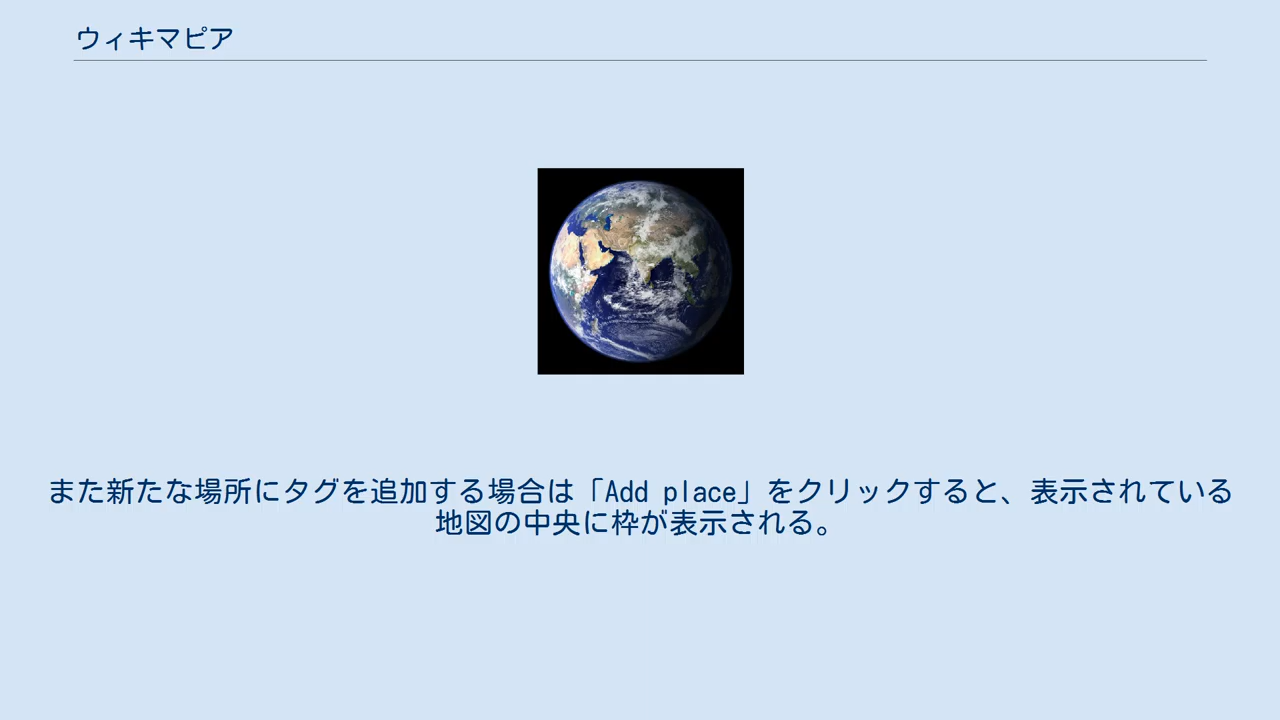 ウィキマピア
また新たな場所にタグを追加する場合は「Add place」をクリックすると、表示されている
地図の中央に枠が表示される。